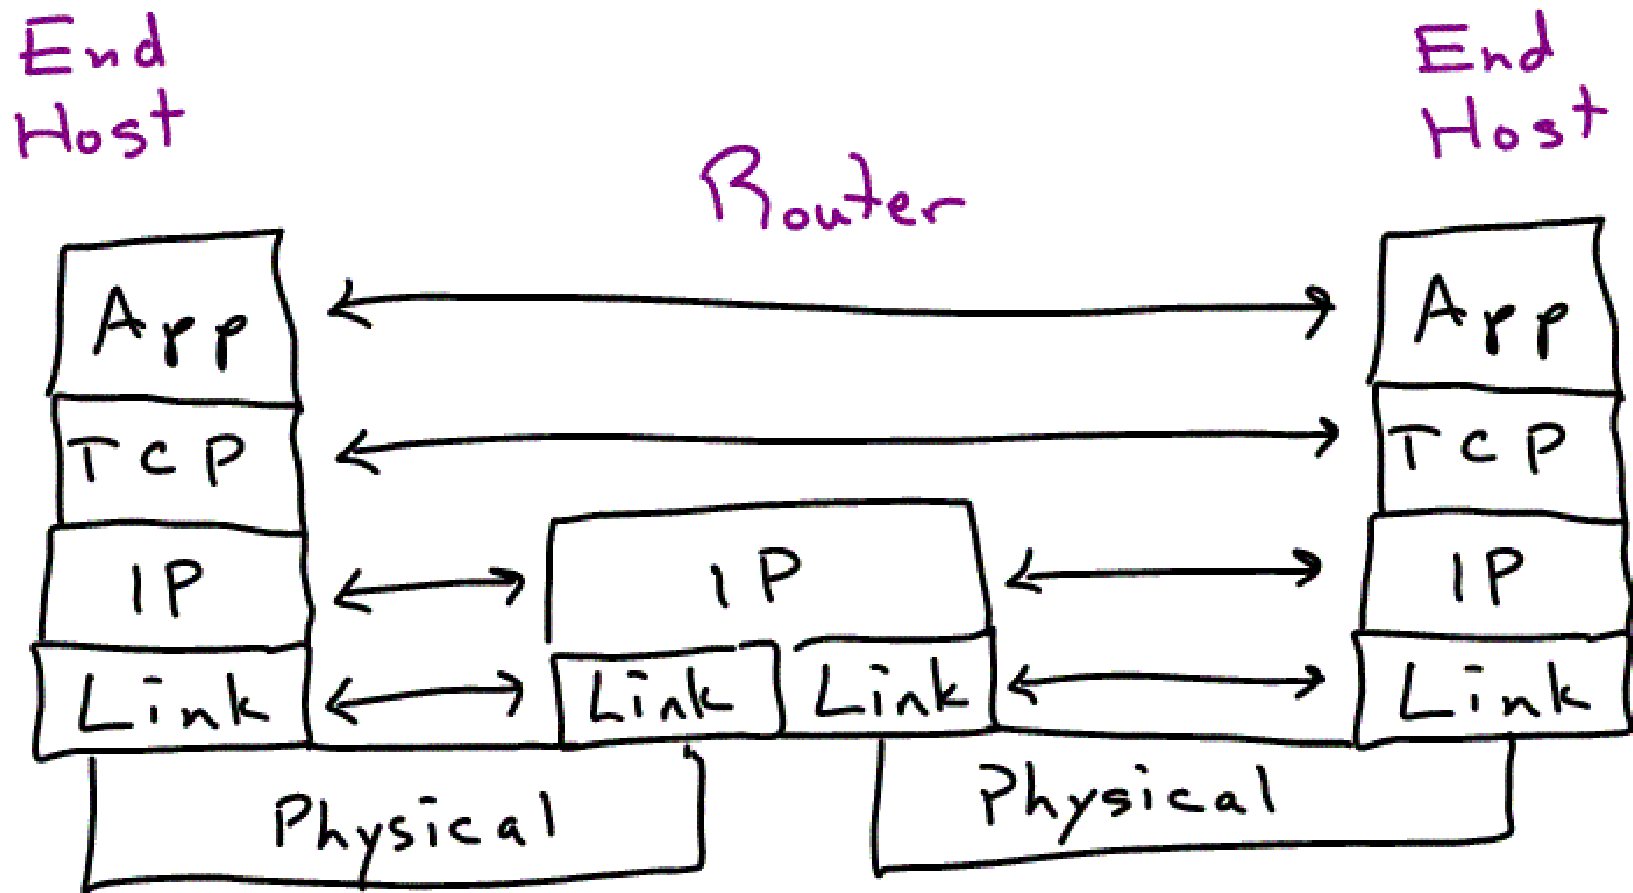 End
Host
End
Host
Router
App
App
TCP
TCP
IP
IP
IP
Link
Link
Link
Link
Physical
Physical